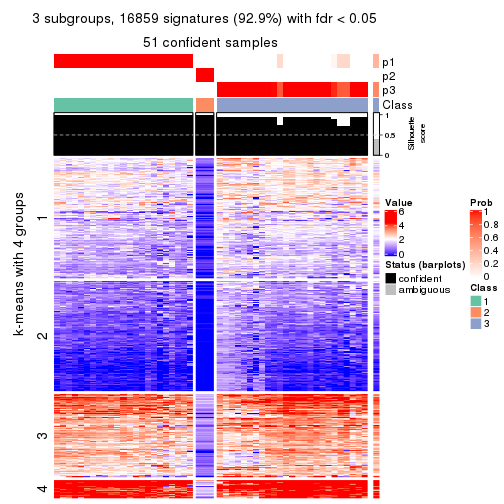 3 subgroups, 16859 signatures (92.9%) with fdr < 0.05
51 confident samples
p1
p2
p3
Class
1
0.5
0
Silhouette
score
k-means with 4 groups
1
2
3
4
Value
6
4
2
0
Status (barplots)
confident
ambiguous
Prob
1
0.8
0.6
0.4
0.2
0
Class
1
2
3